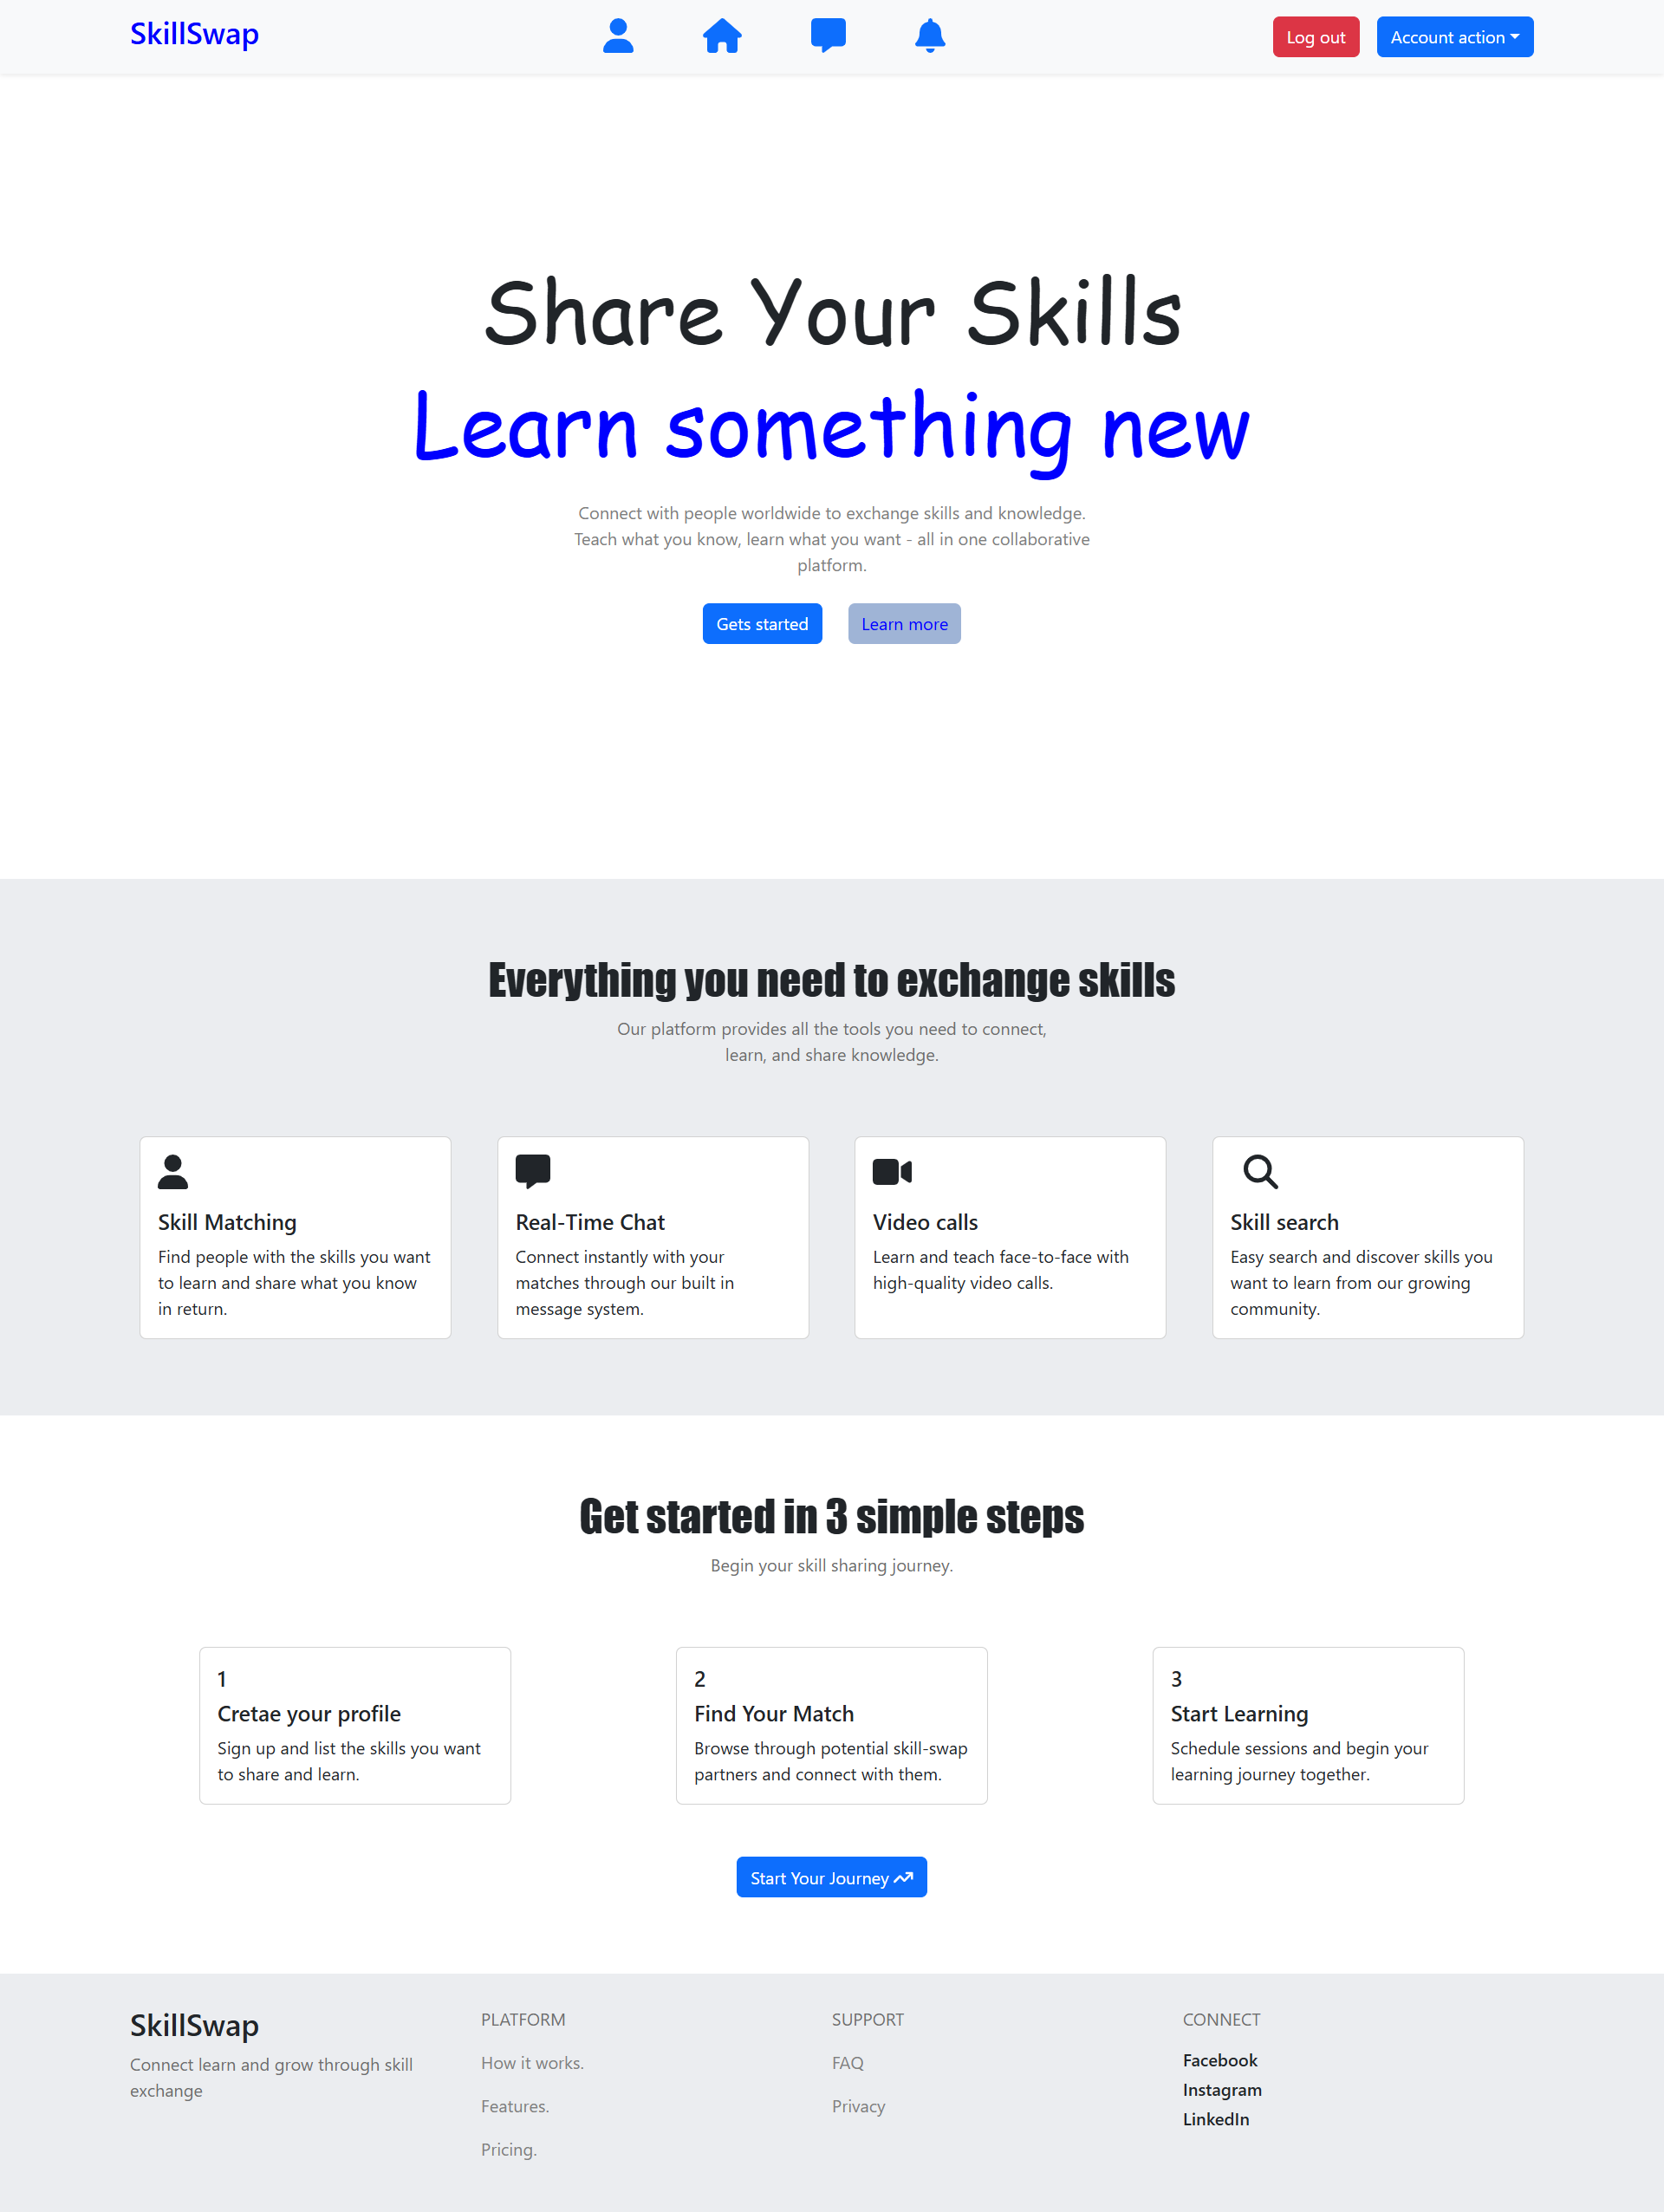 SkillSwap
Log out
Account action
Share Your Skills
Learn something new
Connect with people worldwide to exchange skills and knowledge.
Teach what you know, learn what you want - all in one collaborative
platform.
Gets started
Learn more
Everything you need to exchange skills
Our platform provides all the tools you need to connect,
learn, and share knowledge.
Skill Matching
Find people with the skills you want
to learn and share what you know
in return.
Real-Time Chat
Connect instantly with your
matches through our built in
message system.
Video calls
Learn and teach face-to-face with
high-quality video calls.
Skill search
Easy search and discover skills you
want to learn from our growing
community.
Get started in 3 simple steps
Begin your skill sharing journey.
1
Cretae your profile
Sign up and list the skills you want
to share and learn.
2
Find Your Match
Browse through potential skill-swap
partners and connect with them.
3
Start Learning
Schedule sessions and begin your
learning journey together.
Start Your Journey
SkillSwap
Connect learn and grow through skill
exchange
PLATFORM
How it works.
Features.
Pricing.
SUPPORT
FAQ
Privacy
CONNECT
Facebook
Instagram
LinkedIn